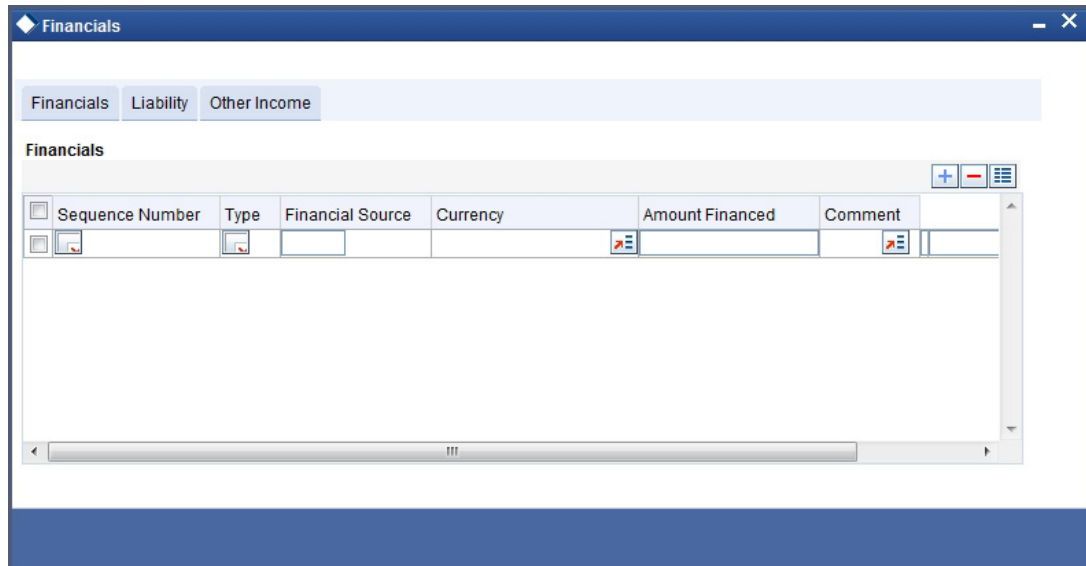 Financials
Financials Liability Other Income
Financials
Sequence Number Type Financial Source Currency Amount Financed Comment